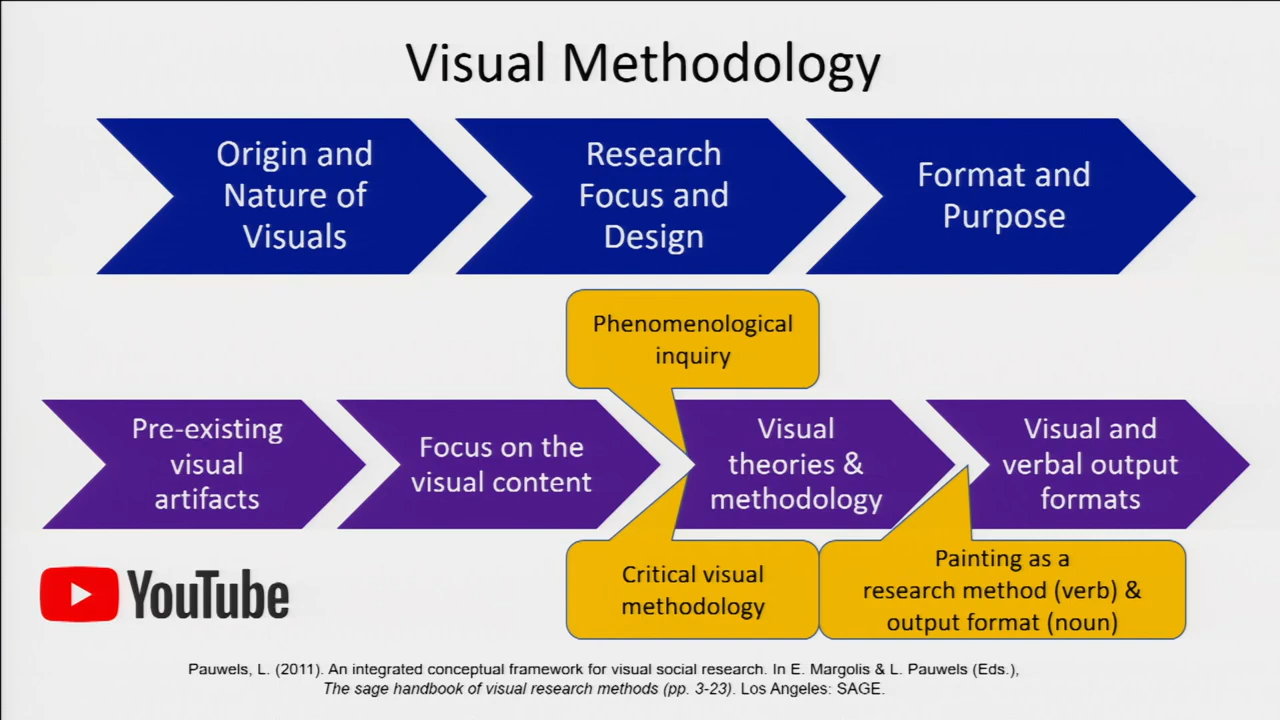 Visual Methodology
Origin and
Nature of
Visuals
Research
Focus and
Design
Format and
Purpose
Phenomenological
inquiry
Pre-existing
visual
artifacts
Focus on the
visual content
Visual
theories &
methodology
Visual and
verbal output
formats
YouTube
Critical visual
methodology
Painting as a
research method (verb) &
output format (noun)
Pauwels, L. (2011). An integrated conceptual framework for visual social research. In E. Margolis & L. Pauwels (Eds.),
The sage handbook of visual research methods (pp. 3-23). Los Angeles: SAGE.